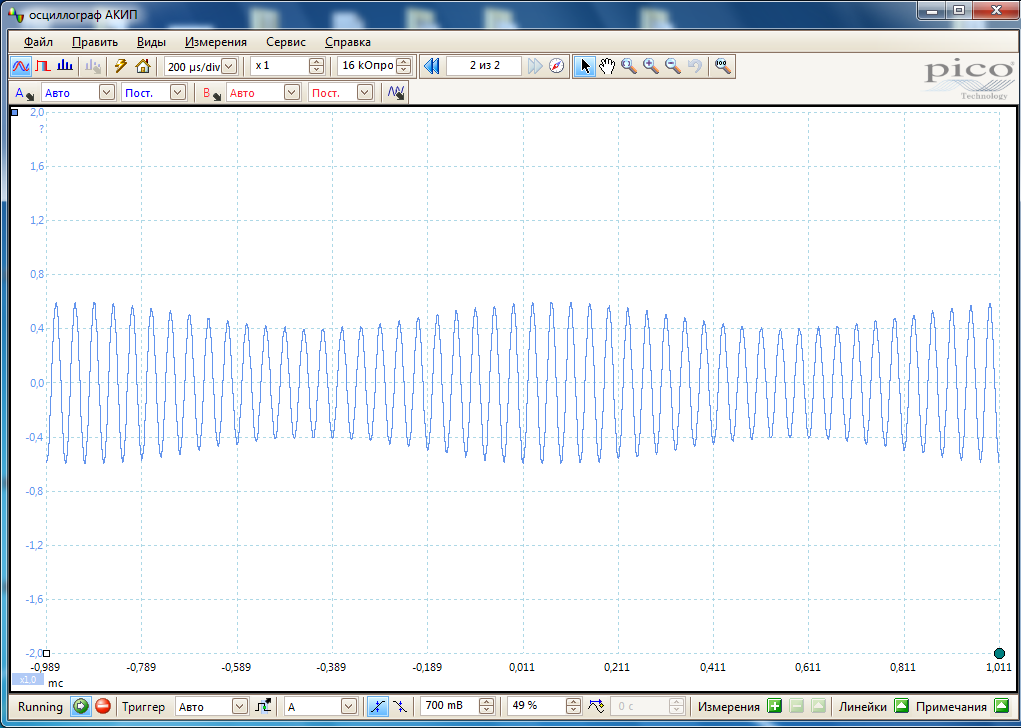 осциллограф АКИП
Файл Править Виды Измерения Сервис Справка
200 µs/div x 1 16 кОпро 2 из 2
pico
Technology
A Авто Пост. B Авто Пост.
2,0
?
1,6
1,2
0,8
0,4
0,0
-0,4
-0,8
-1,2
-1,6
-2,0
-0,989 -0,789 -0,589 -0,389 -0,189 0,011 0,211 0,411 0,611 0,811 1,011
x1.0 мс
Running Триггер Авто A 700 mB 49 % 0 с Измерения Линейки Примечания